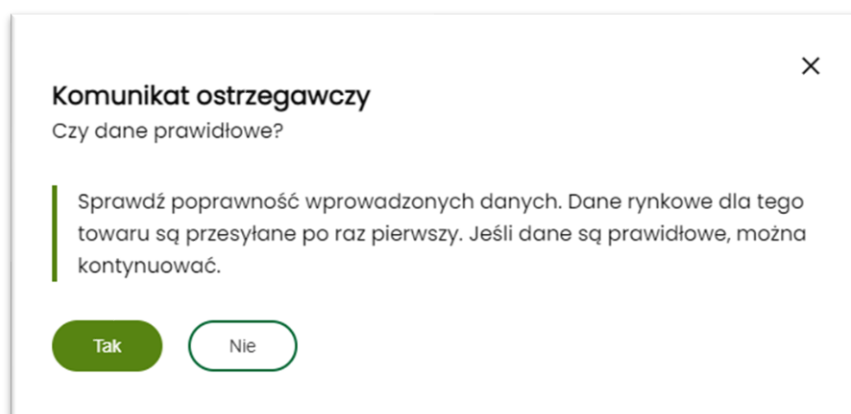 Komunikat ostrzegawczy
Czy dane prawidłowe?
Sprawdź poprawność wprowadzonych danych. Dane rynkowe dla tego
towaru są przesyłane po raz pierwszy. Jeśli dane są prawidłowe, można
kontynuować.
Tak
Nie